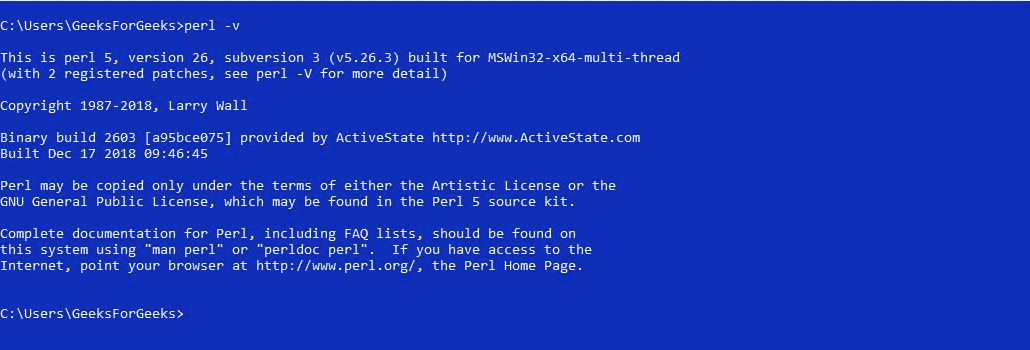 C:\Users\GeeksForGeeks>perl -v
This is perl 5, version 26, subversion 3 (v5.26.3) built for MSWin32-x64-multi-thread
(with 2 registered patches, see perl -V for more detail)
Copyright 1987-2018, Larry Wall
Binary build 2603 [a95bce075] provided by ActiveState http://www.ActiveState.com
Built Dec 17 2018 09:46:45
Perl may be copied only under the terms of either the Artistic License or the
GNU General Public License, which may be found in the Perl 5 source kit.
Complete documentation for Perl, including FAQ lists, should be found on
this system using "man perl" or "perldoc perl".  If you have access to the
Internet, point your browser at http://www.perl.org/, the Perl Home Page.
C:\Users\GeeksForGeeks>